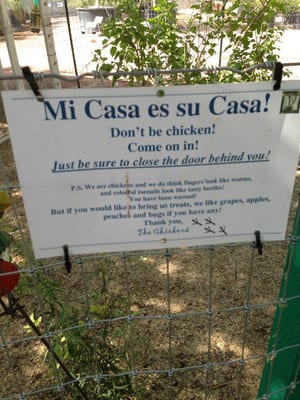 Mi Casa es su Casa!
Don't be chicken!
Come on in!
Just be sure to close the door behind you!
P.S. We are chickens and we do think fingers look like worms,
and colorful toenails look like tasty beetles!
You have been warned!
But if you would like to bring us treats, we like grapes, apples,
peaches and bugs if you have any!
Thank you,
The Chickens